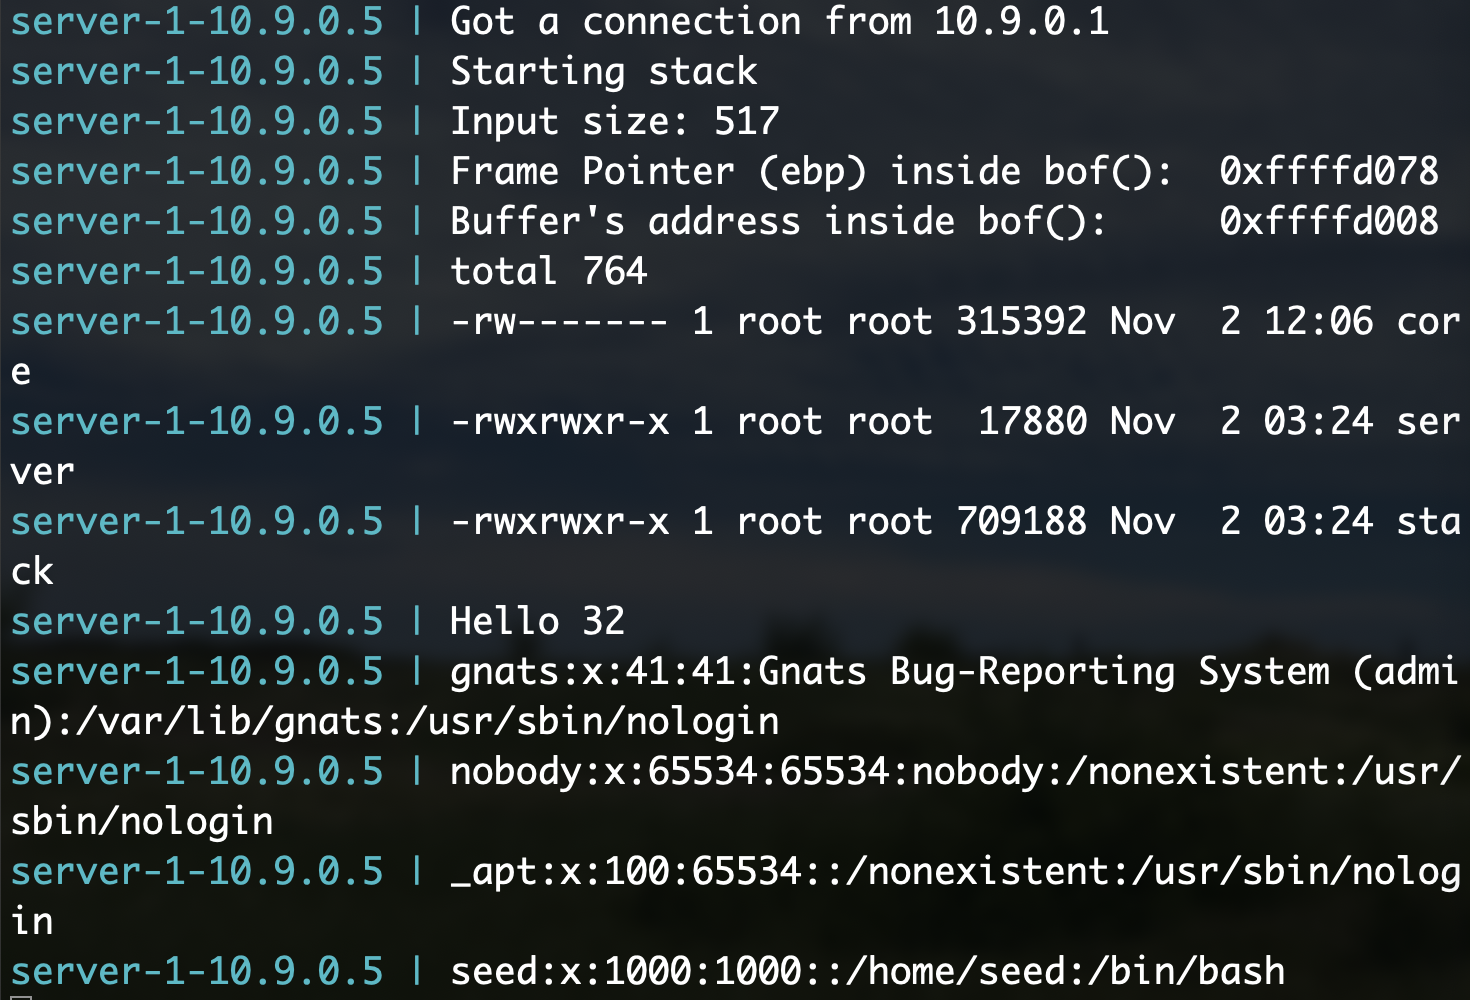 server-1-10.9.0.5 | Got a connection from 10.9.0.1
server-1-10.9.0.5 | Starting stack
server-1-10.9.0.5 | Input size: 517
server-1-10.9.0.5 | Frame Pointer (ebp) inside bof():  0xffffd078
server-1-10.9.0.5 | Buffer's address inside bof():     0xffffd008
server-1-10.9.0.5 | total 764
server-1-10.9.0.5 | -rw------- 1 root root 315392 Nov  2 12:06 cor
e
server-1-10.9.0.5 | -rwxrwxr-x 1 root root  17880 Nov  2 03:24 ser
ver
server-1-10.9.0.5 | -rwxrwxr-x 1 root root 709188 Nov  2 03:24 sta
ck
server-1-10.9.0.5 | Hello 32
server-1-10.9.0.5 | gnats:x:41:41:Gnats Bug-Reporting System (admi
n):/var/lib/gnats:/usr/sbin/nologin
server-1-10.9.0.5 | nobody:x:65534:65534:nobody:/nonexistent:/usr/
sbin/nologin
server-1-10.9.0.5 | _apt:x:100:65534::/nonexistent:/usr/sbin/nolog
in
server-1-10.9.0.5 | seed:x:1000:1000::/home/seed:/bin/bash